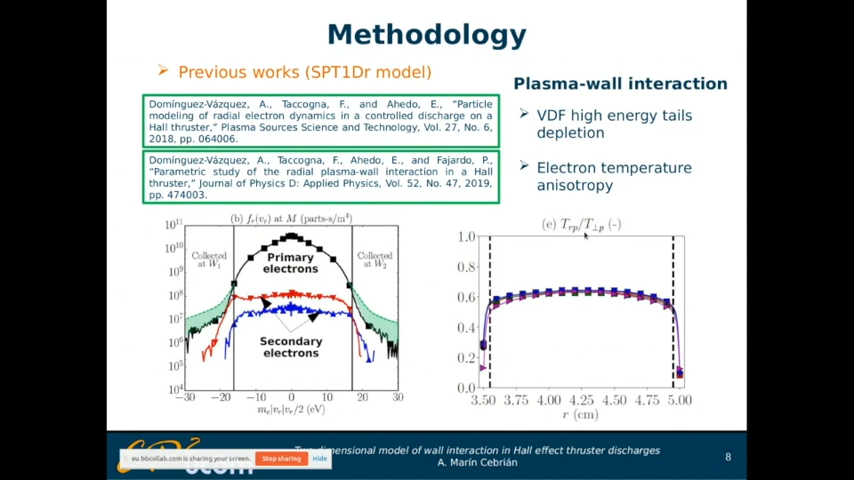 Methodology
➢ Previous works (SPT1Dr model)
Domínguez-Vázquez, A., Taccogna, F., and Ahedo, E., "Particle
modeling of radial electron dynamics in a controlled discharge on a
Hall thruster," Plasma Sources Science and Technology, Vol. 27, No. 6,
2018, pp. 064006.
Domínguez-Vázquez, A., Taccogna, F., Ahedo, E., and Fajardo, P.,
"Parametric study of the radial plasma-wall interaction in a Hall
thruster," Journal of Physics D: Applied Physics, Vol. 52, No. 47, 2019,
pp. 474003.
Plasma-wall interaction
➢ VDF high energy tails
depletion
➢ Electron temperature
anisotropy
(b) fr(vr) at M (parts-s/m⁴)
10¹¹
10¹⁰
10⁹
10⁸
10⁷
10⁶
10⁵
10⁴
Collected
at W₁
Primary
electrons
Collected
at W₂
Secondary
electrons
−30 −20 −10 0 10 20 30
mₑ|vr|vr/2 (eV)
(e) Trp/T⊥p (-)
1.0
0.8
0.6
0.4
0.2
0.0
3.50 3.75 4.00 4.25 4.50 4.75 5.00
r (cm)
dimensional model of wall interaction in Hall effect thruster discharges
A. Marín Cebrián
8
eu.bbcollab.com is sharing your screen. Stop sharing Hide